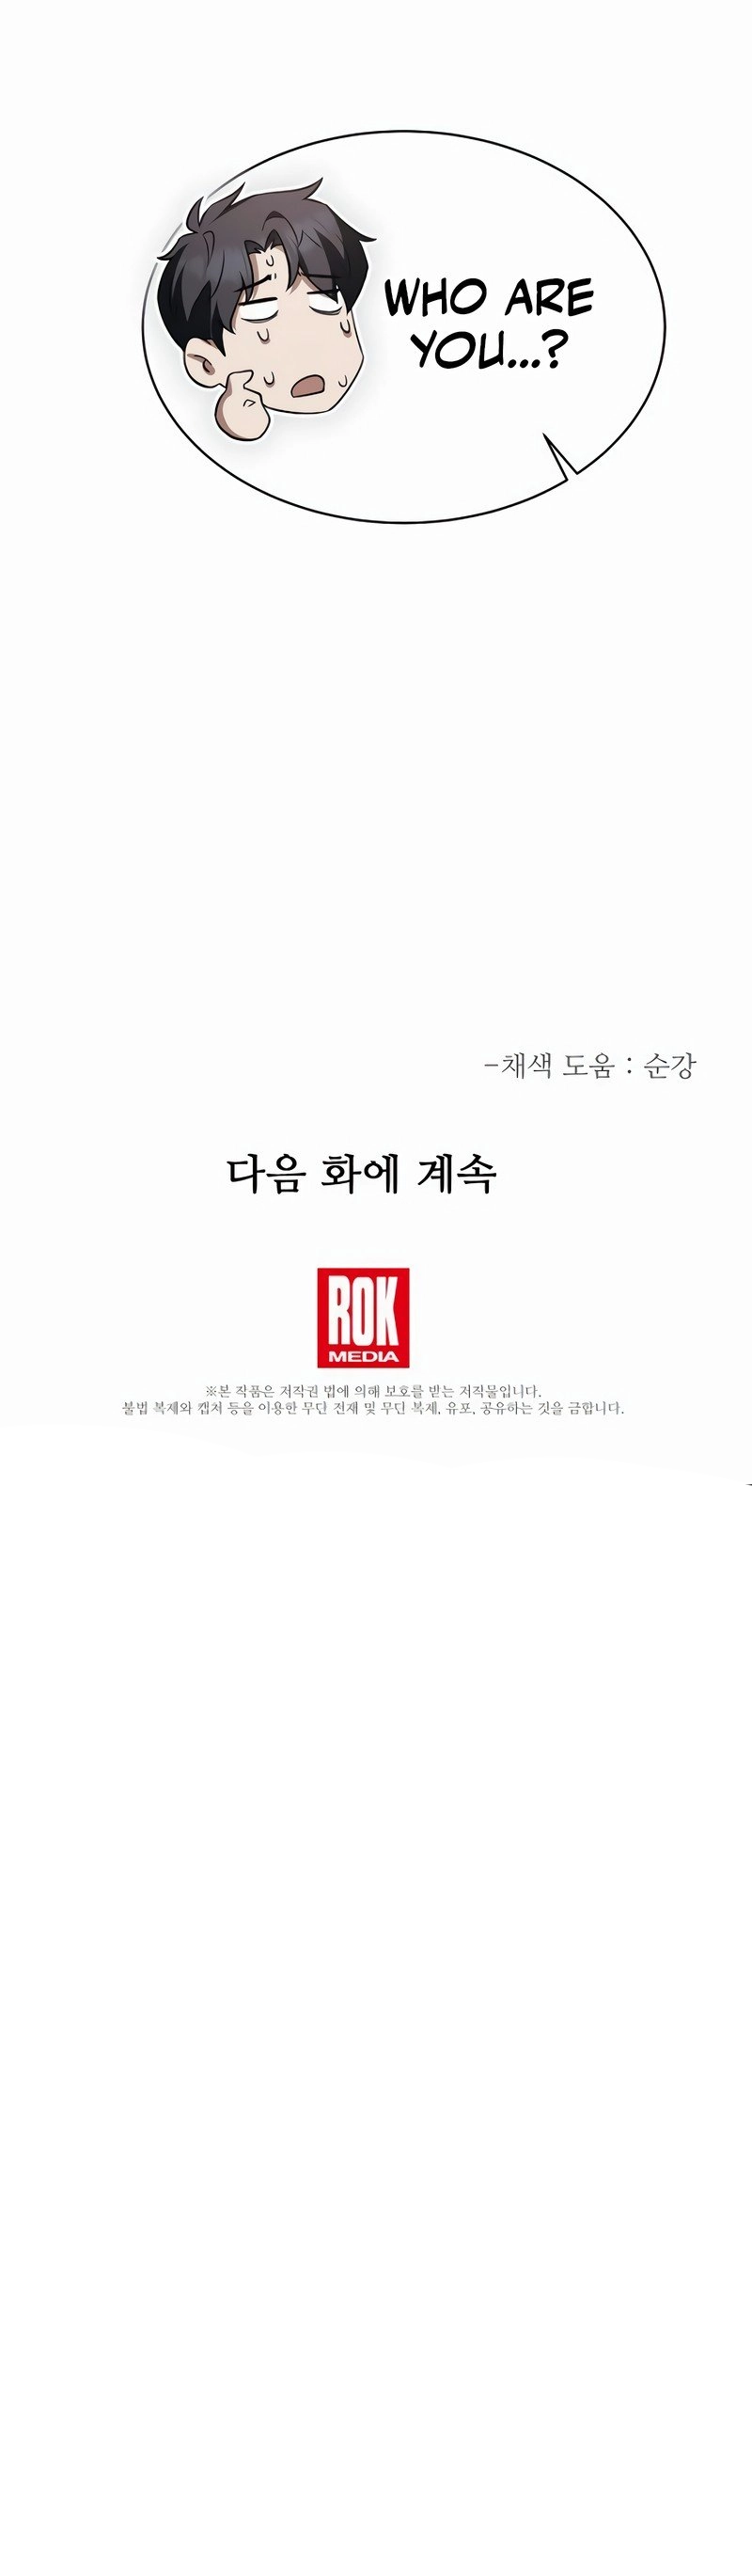 WHO ARE
YOU...?
-채색 도움 : 순강
다음 화에 계속
ROK
MEDIA
※본 작품은 저작권 법에 의해 보호를 받는 저작물입니다.
불법 복제와 캡처 등을 이용한 무단 전재 및 무단 복제, 유포, 공유하는 것을 금합니다.